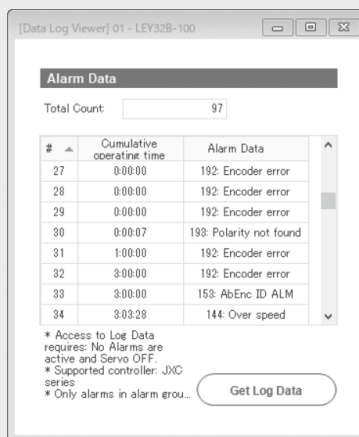 [Data Log Viewer] 01 - LEY32B-100
Alarm Data
Total Count: 97
# Cumulative operating time Alarm Data
27 0:00:00 192: Encoder error
28 0:00:00 192: Encoder error
29 0:00:00 192: Encoder error
30 0:00:07 193: Polarity not found
31 1:00:00 192: Encoder error
32 3:00:00 192: Encoder error
33 3:00:00 153: AbEnc ID ALM
34 3:03:28 144: Over speed
* Access to Log Data
requires: No Alarms are
active and Servo OFF.
* Supported controller: JXC
series
* Only alarms in alarm grou...
Get Log Data